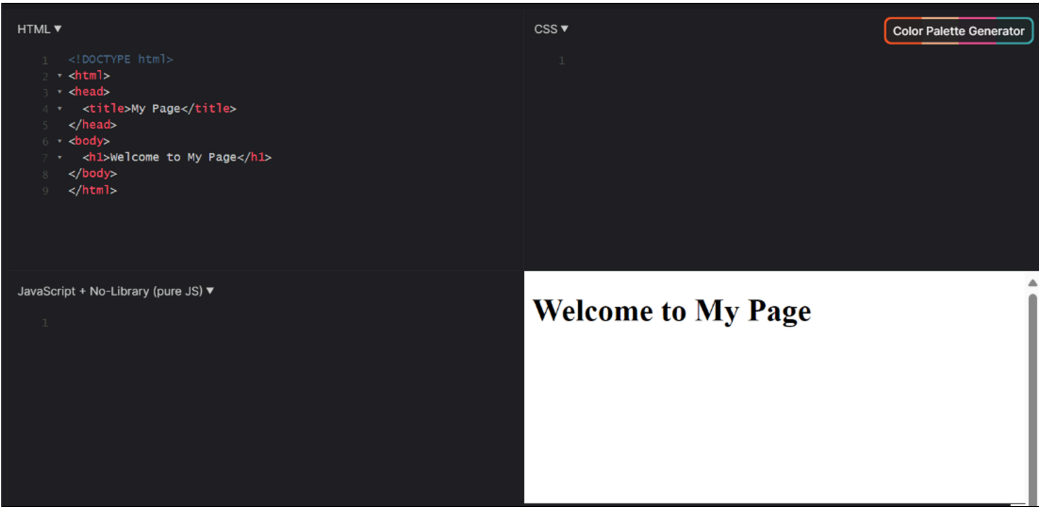 HTML ▼
1 <!DOCTYPE html>
2 ▾ <html>
3 ▾ <head>
4 ▾   <title>My Page</title>
5 </head>
6 ▾ <body>
7 ▾   <h1>Welcome to My Page</h1>
8 </body>
9 </html>
CSS ▼
Color Palette Generator
1
JavaScript + No-Library (pure JS) ▼
1
Welcome to My Page